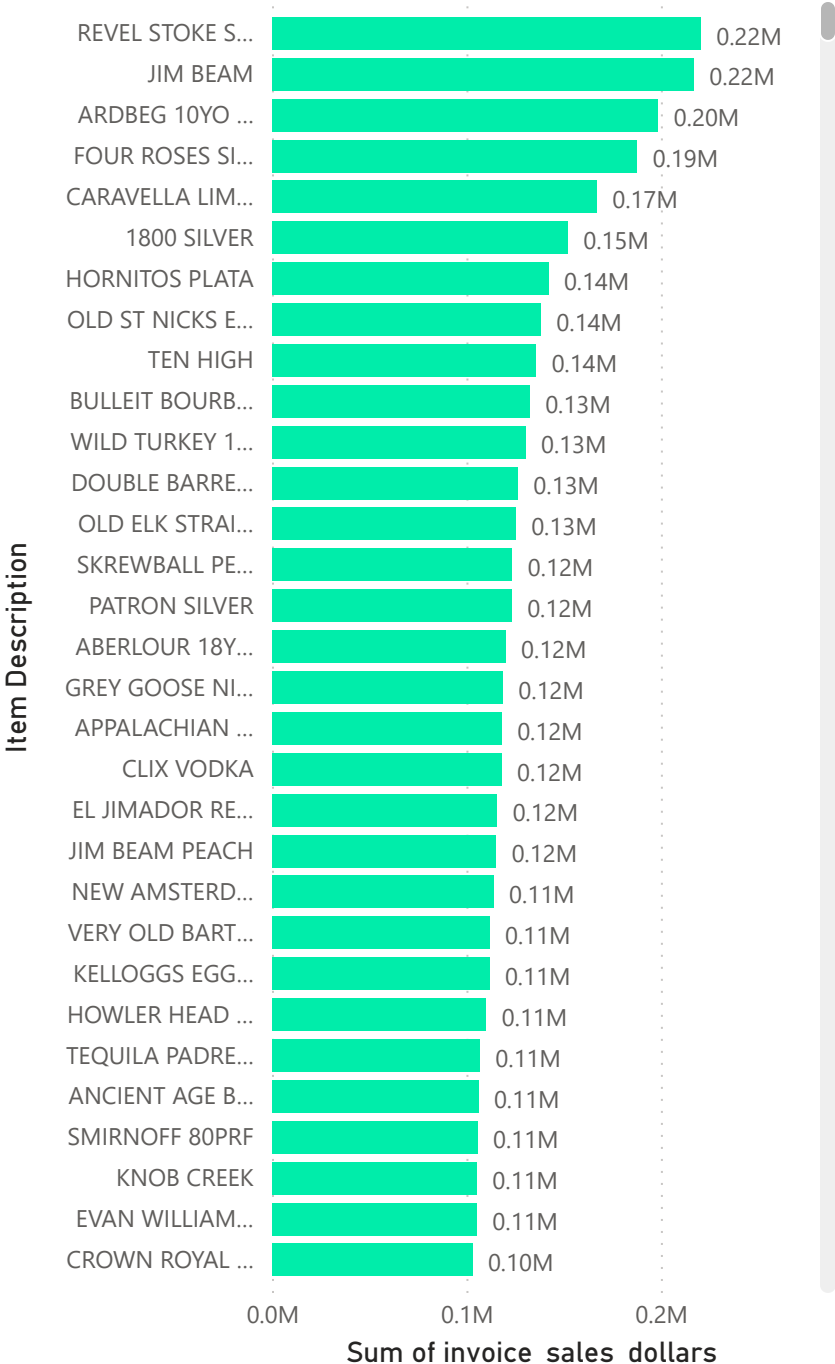 REVEL STOKE S... 0.22M
JIM BEAM 0.22M
ARDBEG 10YO ... 0.20M
FOUR ROSES SI... 0.19M
CARAVELLA LIM... 0.17M
1800 SILVER 0.15M
HORNITOS PLATA 0.14M
OLD ST NICKS E... 0.14M
TEN HIGH 0.14M
BULLEIT BOURB... 0.13M
WILD TURKEY 1... 0.13M
DOUBLE BARRE... 0.13M
OLD ELK STRAI... 0.13M
SKREWBALL PE... 0.12M
PATRON SILVER 0.12M
ABERLOUR 18Y... 0.12M
GREY GOOSE NI... 0.12M
APPALACHIAN ... 0.12M
CLIX VODKA 0.12M
EL JIMADOR RE... 0.12M
JIM BEAM PEACH 0.12M
NEW AMSTERD... 0.11M
VERY OLD BART... 0.11M
KELLOGGS EGG... 0.11M
HOWLER HEAD ... 0.11M
TEQUILA PADRE... 0.11M
ANCIENT AGE B... 0.11M
SMIRNOFF 80PRF 0.11M
KNOB CREEK 0.11M
EVAN WILLIAM... 0.11M
CROWN ROYAL ... 0.10M
0.0M 0.1M 0.2M
Sum of invoice_sales_dollars
Item Description